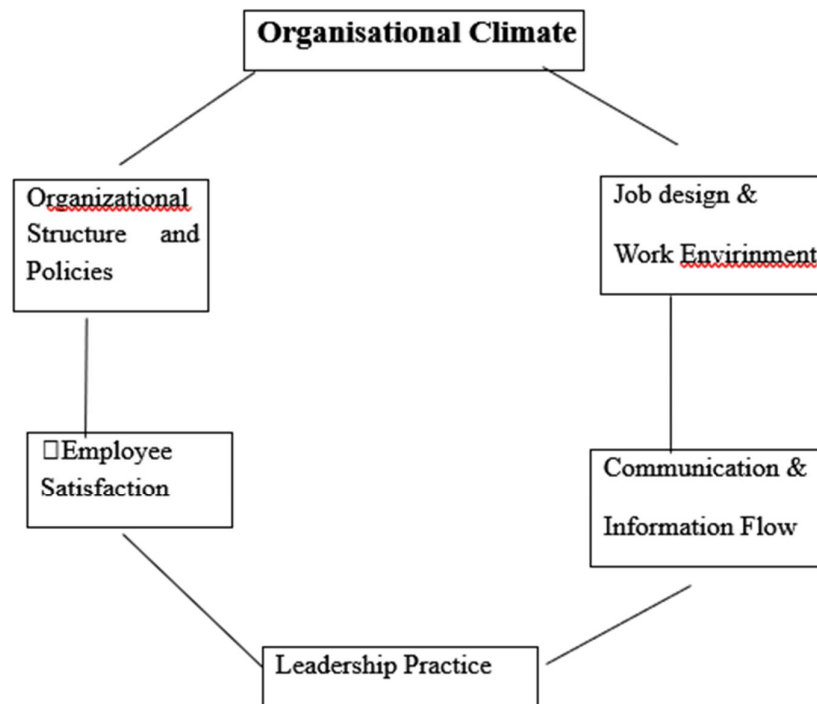 Organisational Climate
Organizational
Structure and
Policies
Job design &
Work Envirinment
□Employee
Satisfaction
Communication &
Information Flow
Leadership Practice